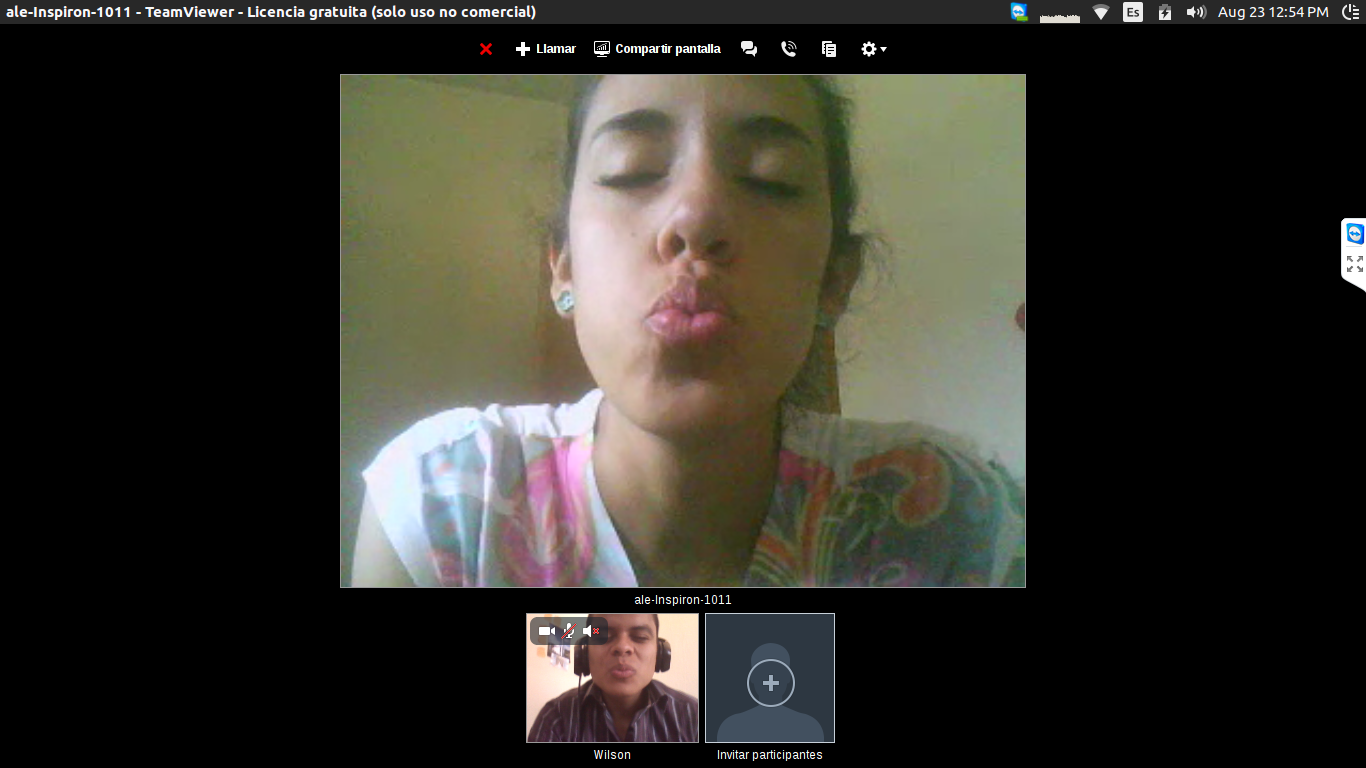 ale-Inspiron-1011 - TeamViewer - Licencia gratuita (solo uso no comercial)
Es
Aug 23 12:54 PM
Llamar
Compartir pantalla
ale-Inspiron-1011
Wilson
Invitar participantes